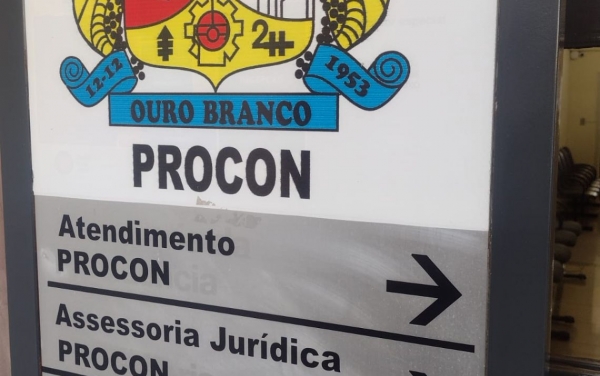 12-12
1953
OURO BRANCO
PROCON
Atendimento
PROCON
Assessoria Jurídica
PROCON